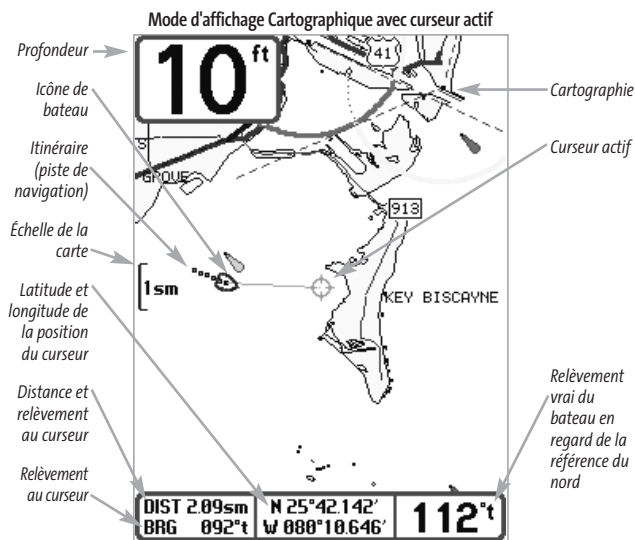 Mode d'affichage Cartographique avec curseur actif
Profondeur
Icône de
bateau
Itinéraire
(piste de
navigation)
Échelle de la
carte
Latitude et
longitude de
la position
du curseur
Distance et
relèvement
au curseur
Relèvement
au curseur
10 ft
41
S
GROVE
913
1sm
KEY BISCAYNE
DIST 2.09sm
BRG 092°t
N 25°42.142'
W 080°10.646'
112°t
Cartographie
Curseur actif
Relèvement
vrai du
bateau en
regard de la
référence du
nord